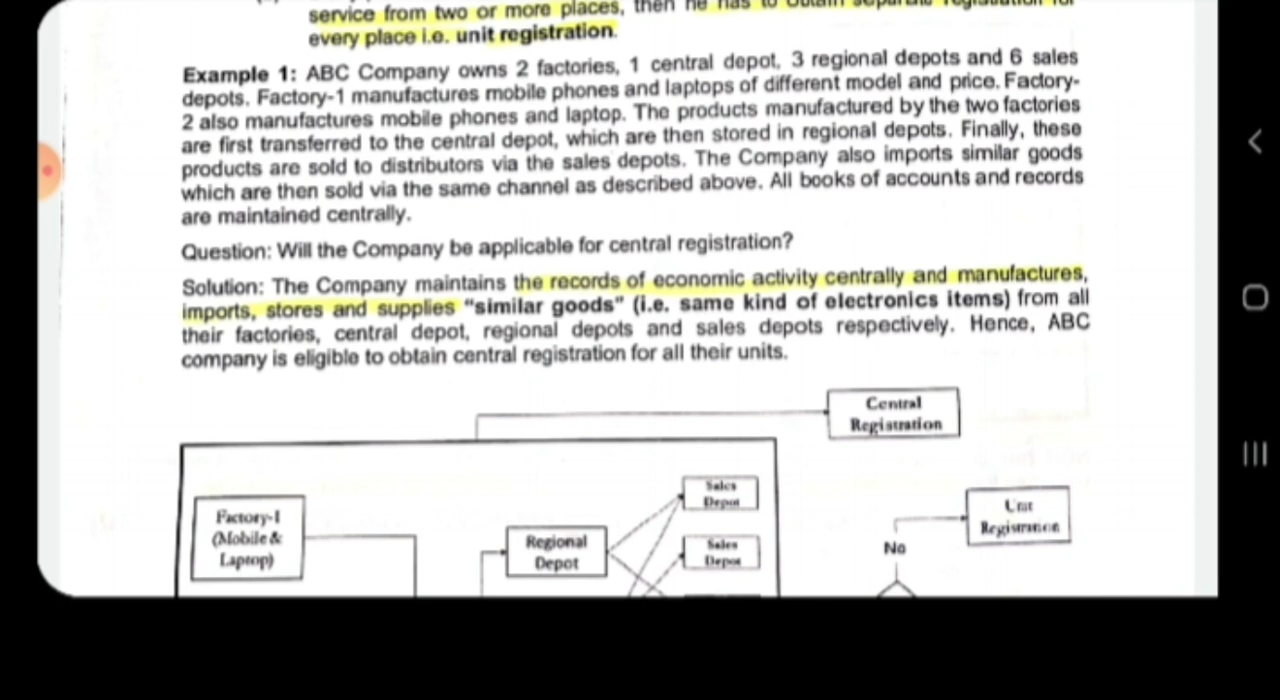 service from two or more places, then he has to obtain separate registration for
every place i.e. unit registration.
Example 1: ABC Company owns 2 factories, 1 central depot, 3 regional depots and 6 sales
depots. Factory-1 manufactures mobile phones and laptops of different model and price. Factory-
2 also manufactures mobile phones and laptop. The products manufactured by the two factories
are first transferred to the central depot, which are then stored in regional depots. Finally, these
products are sold to distributors via the sales depots. The Company also imports similar goods
which are then sold via the same channel as described above. All books of accounts and records
are maintained centrally.
Question: Will the Company be applicable for central registration?
Solution: The Company maintains the records of economic activity centrally and manufactures,
imports, stores and supplies "similar goods" (i.e. same kind of electronics items) from all
their factories, central depot, regional depots and sales depots respectively. Hence, ABC
company is eligible to obtain central registration for all their units.
Central
Registration
Factory-1
(Mobile &
Laptop)
Regional
Depot
Sales
Depot
Sales
Depot
Unit
Registration
No